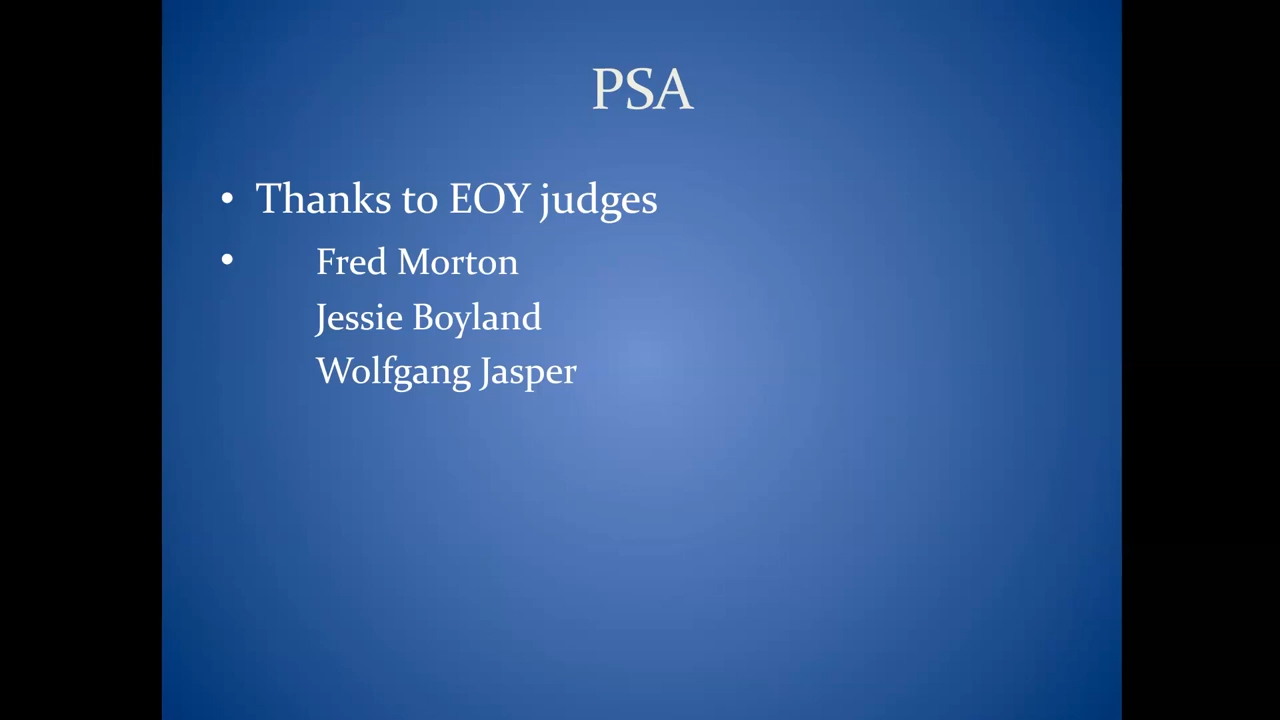 PSA
• Thanks to EOY judges
• Fred Morton
Jessie Boyland
Wolfgang Jasper